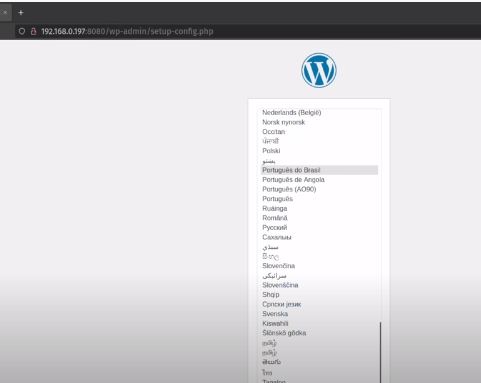 × +
192.168.0.197:8080/wp-admin/setup-config.php
Nederlands (België)
Norsk nynorsk
Occitan
ਪੰਜਾਬੀ
Polski
پښتو
Português do Brasil
Português de Angola
Português (AO90)
Português
Ruáinga
Română
Русский
Сахалыы
سنڌي
සිංහල
Slovenčina
سرائیکی
Slovenščina
Shqip
Српски језик
Svenska
Kiswahili
Ślōnskŏ gŏdka
தமிழ்
தமிழ்
తెలుగు
ไทย
Tagalog